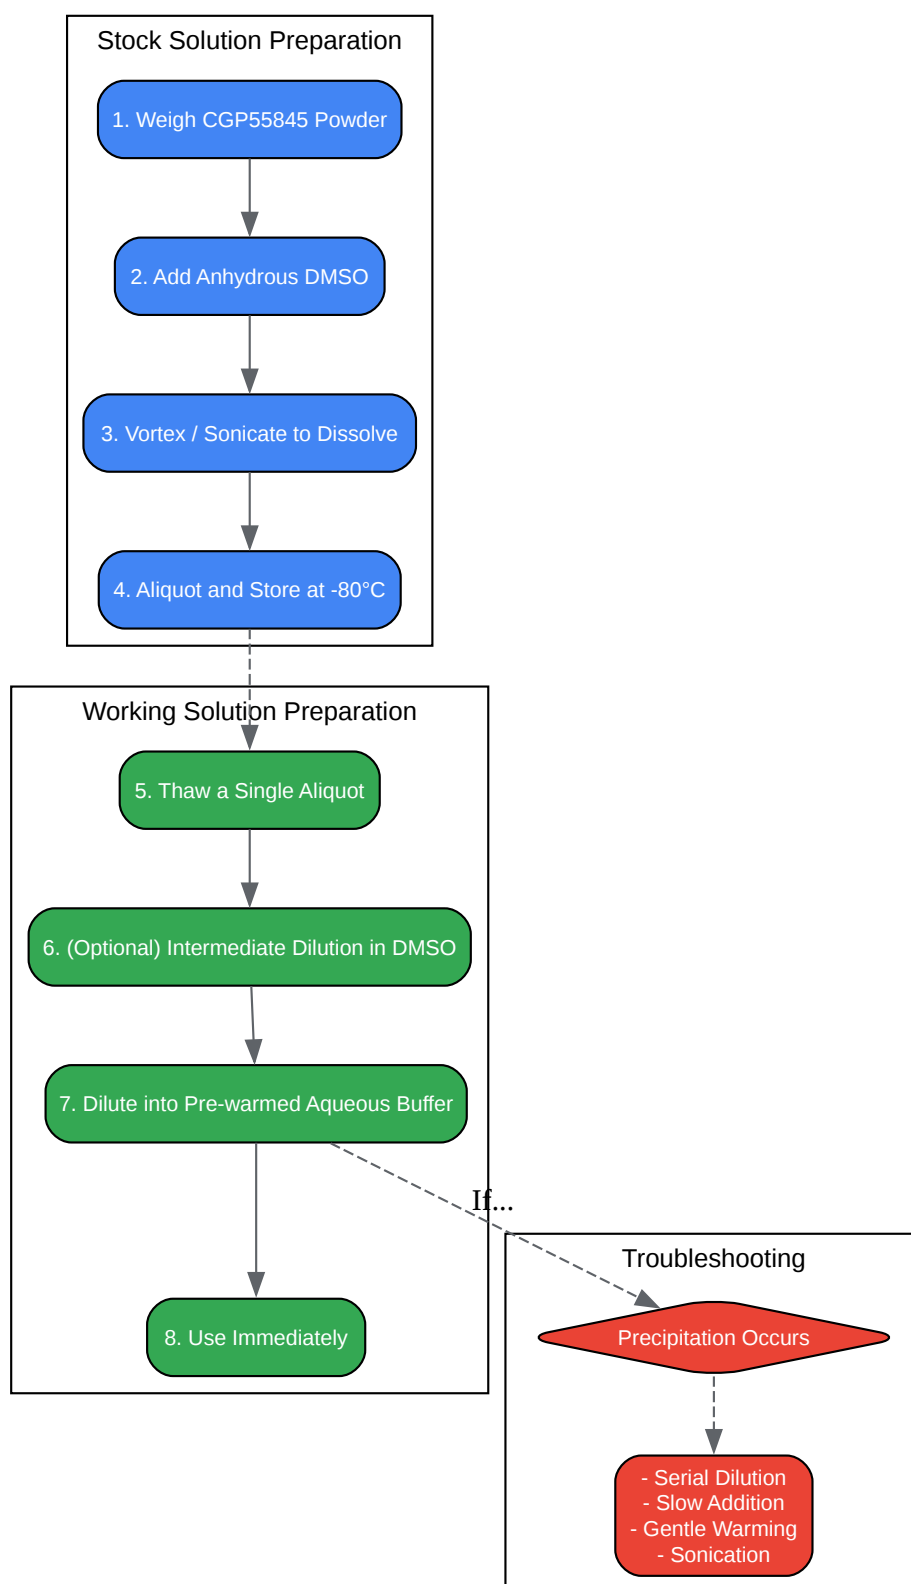 Stock Solution Preparation
1. Weigh CGP55845 Powder
2. Add Anhydrous DMSO
3. Vortex / Sonicate to Dissolve
4. Aliquot and Store at -80°C
Working Solution Preparation
5. Thaw a Single Aliquot
6. (Optional) Intermediate Dilution in DMSO
7. Dilute into Pre-warmed Aqueous Buffer
If...
8. Use Immediately
Troubleshooting
Precipitation Occurs
- Serial Dilution
- Slow Addition
- Gentle Warming
- Sonication